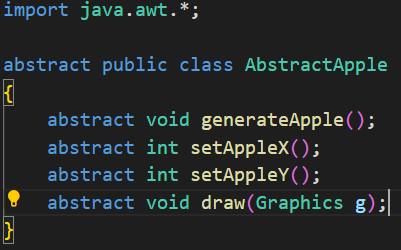 import java.awt.*;
abstract public class AbstractApple
{
abstract void generateApple();
abstract int setAppleX();
abstract int setAppleY();
abstract void draw(Graphics g);
}